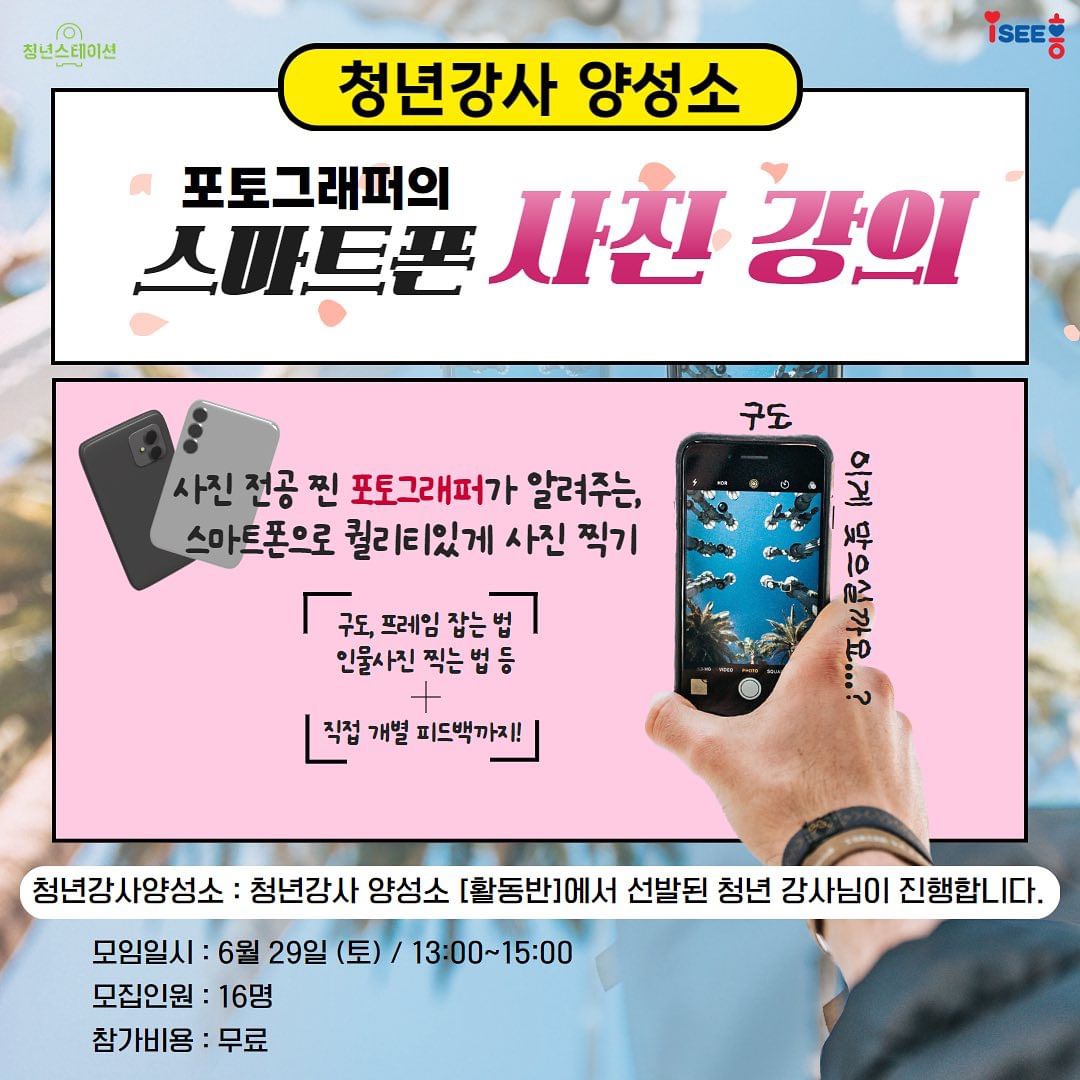 청년스테이션
iSEE흥
청년강사 양성소
포토그래퍼의
스마트폰 사진 강의
사진 전공 찐 포토그래퍼가 알려주는,
스마트폰으로 퀄리티있게 사진 찍기
구도, 프레임 잡는 법
인물사진 찍는 법 등
+
직접 개별 피드백까지!
구도
이게 맞으실까요...?
HDR
VIDEO PHOTO SQUA
청년강사양성소 : 청년강사 양성소 [활동반]에서 선발된 청년 강사님이 진행합니다.
모임일시 : 6월 29일 (토) / 13:00~15:00
모집인원 : 16명
참가비용 : 무료